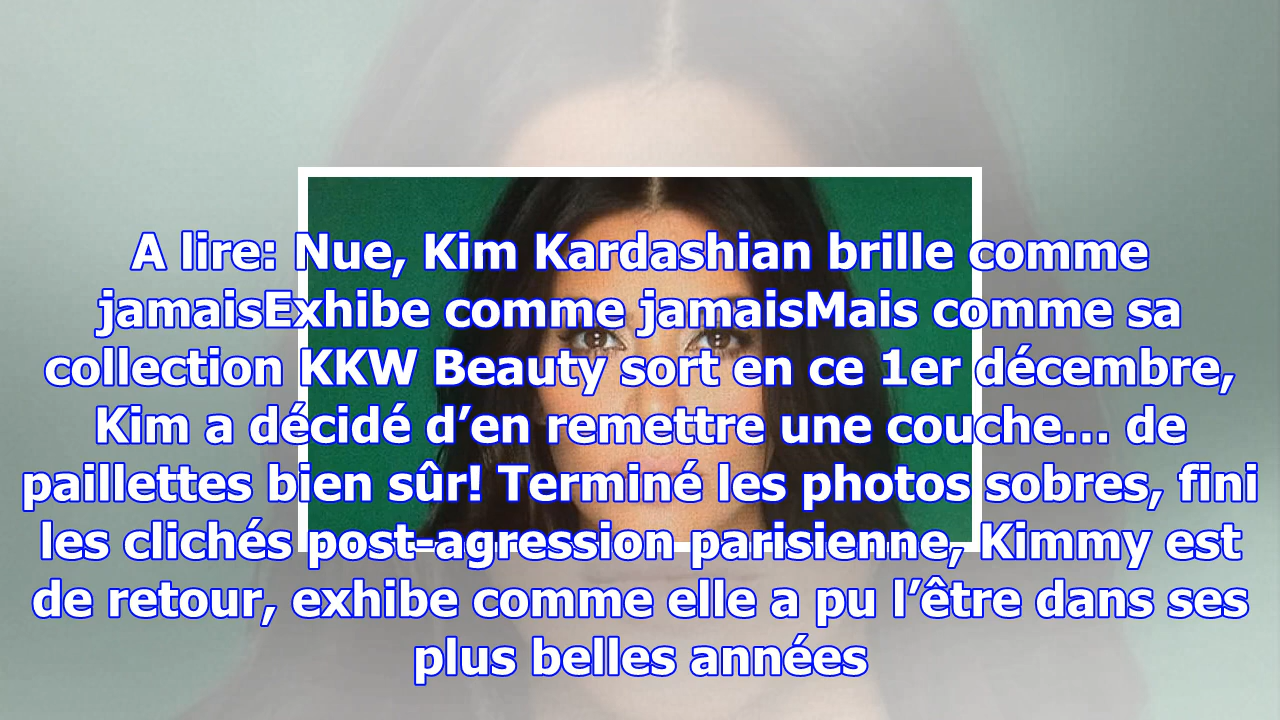 A lire: Nue, Kim Kardashian brille comme
jamaisExhibe comme jamaisMais comme sa
collection KKW Beauty sort en ce 1er décembre,
Kim a décidé d’en remettre une couche... de
paillettes bien sûr! Terminé les photos sobres, fini
les clichés post-agression parisienne, Kimmy est
de retour, exhibe comme elle a pu l’être dans ses
plus belles années